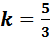 k = 5/3